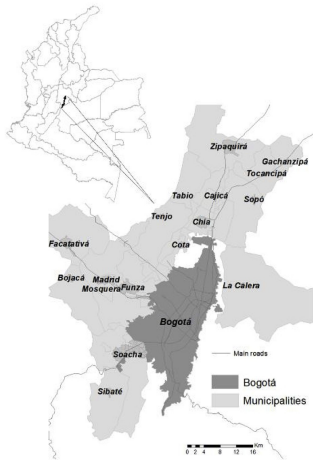 Zipaquirá
Gachanzipá
Tocancipá
Tabio
Cajicá
Sopó
Tenjo
Chía
Facatativá
Cota
Bojacá
Madrid
Mosquera
Funza
La Calera
Bogotá
Soacha
Main roads
Sibaté
Bogotá
Municipalities
0 2 4 8 12 16
Km